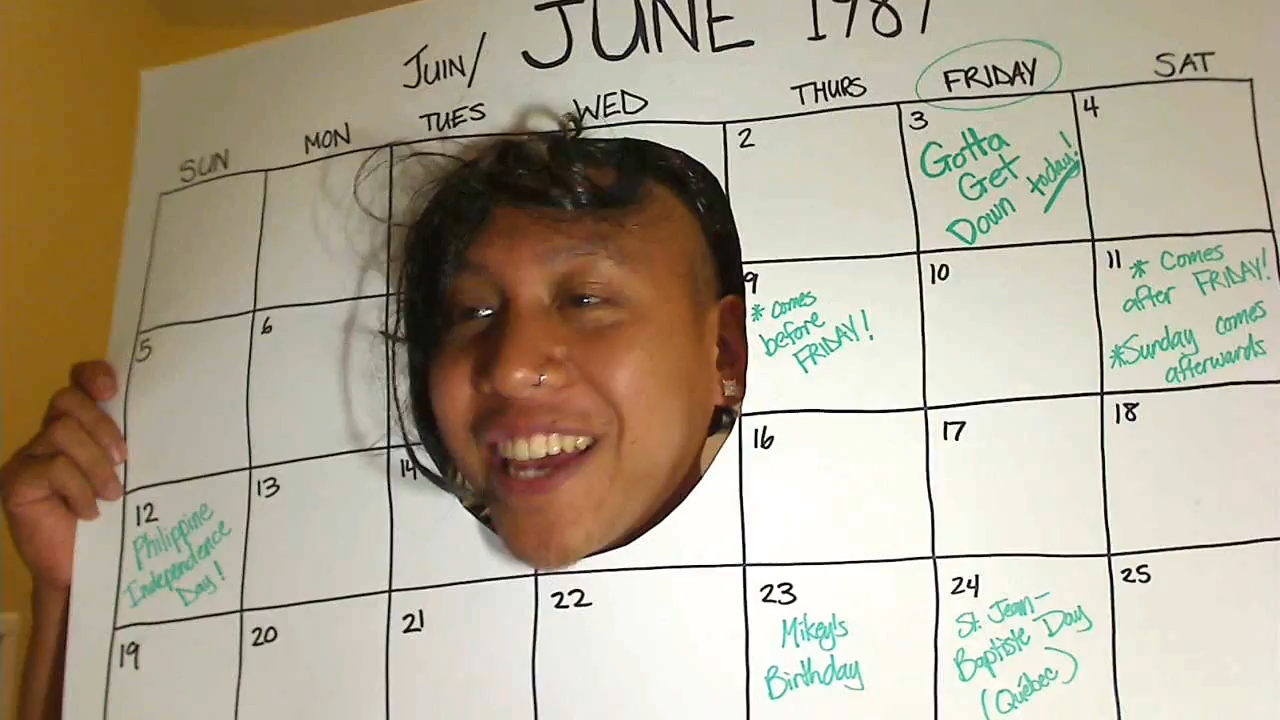 JUIN/ JUNE 1987
SUN MON TUES WED THURS FRIDAY SAT
2
3
Gotta
Get
Down today!
4
5
6
9
* comes
before
FRIDAY!
10
11 * comes
after FRIDAY!
*Sunday comes
afterwards
12
Philippine
Independence
Day!
13
14
16
17
18
19
20
21
22
23
Mikey's
Birthday
24
St. Jean-
Baptiste Day
(Québec)
25